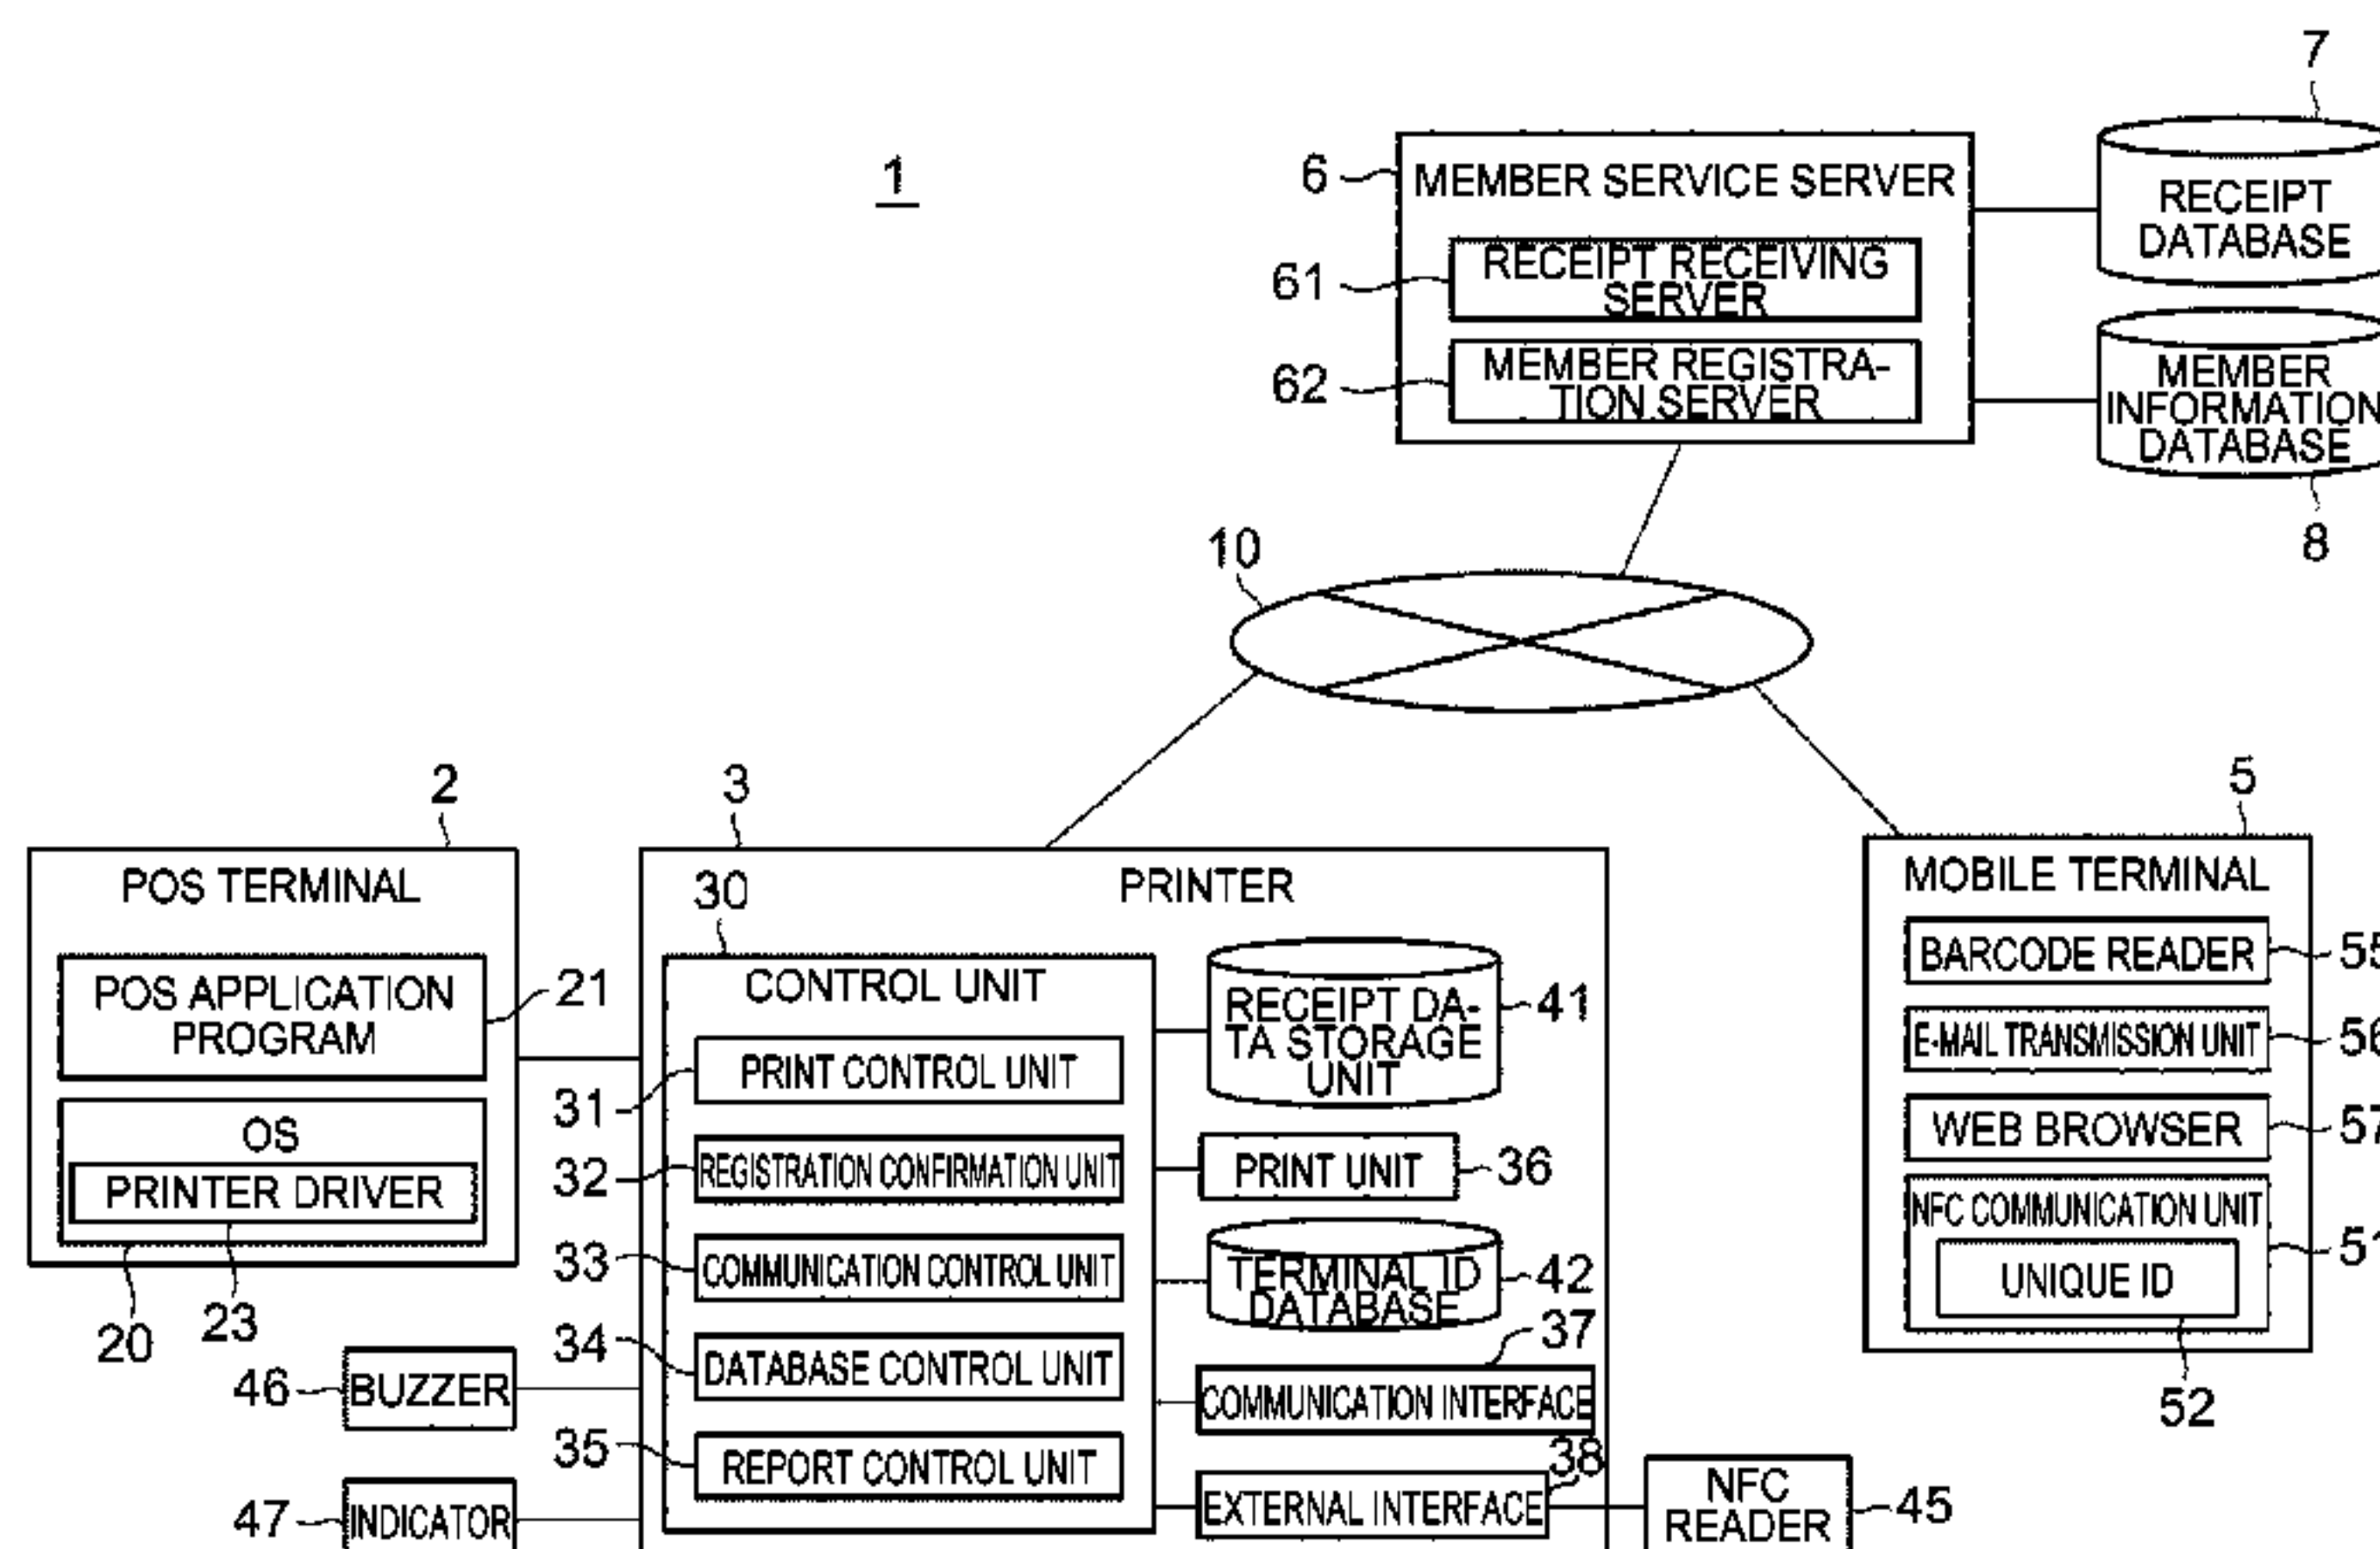 7
1
6
MEMBER SERVICE SERVER
RECEIPT
DATABASE
61
RECEIPT RECEIVING
SERVER
62
MEMBER REGISTRA-
TION SERVER
MEMBER
INFORMATION
DATABASE
8
10
2
3
5
POS TERMINAL
POS APPLICATION
PROGRAM
21
OS
PRINTER DRIVER
20
23
46
BUZZER
47
INDICATOR
PRINTER
30
CONTROL UNIT
31
PRINT CONTROL UNIT
32
REGISTRATION CONFIRMATION UNIT
33
COMMUNICATION CONTROL UNIT
34
DATABASE CONTROL UNIT
35
REPORT CONTROL UNIT
RECEIPT DA-
TA STORAGE
UNIT
41
PRINT UNIT
36
TERMINAL ID
DATABASE
42
37
COMMUNICATION INTERFACE
38
EXTERNAL INTERFACE
NFC
READER
45
MOBILE TERMINAL
BARCODE READER
55
E-MAIL TRANSMISSION UNIT
56
WEB BROWSER
57
NFC COMMUNICATION UNIT
51
UNIQUE ID
52